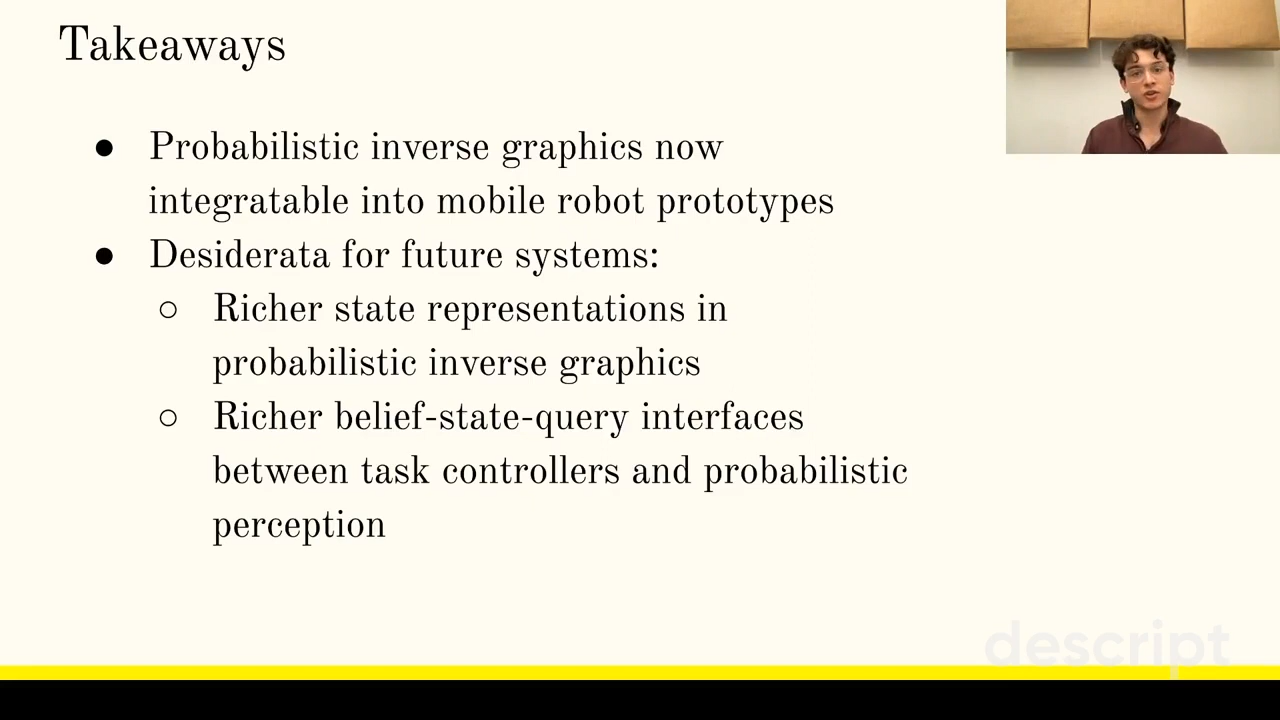 Takeaways
● Probabilistic inverse graphics now
integratable into mobile robot prototypes
● Desiderata for future systems:
○ Richer state representations in
probabilistic inverse graphics
○ Richer belief-state-query interfaces
between task controllers and probabilistic
perception
descript